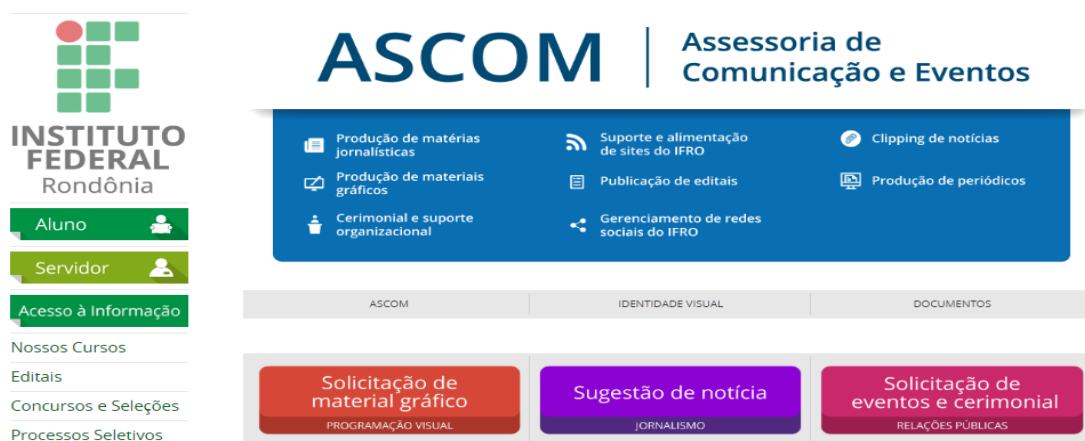 INSTITUTO
FEDERAL
Rondônia
Aluno
Servidor
Acesso à Informação
Nossos Cursos
Editais
Concursos e Seleções
Processos Seletivos
ASCOM
Assessoria de
Comunicação e Eventos
Produção de matérias
jornalísticas
Produção de materiais
gráficos
Cerimonial e suporte
organizacional
Suporte e alimentação
de sites do IFRO
Publicação de editais
Gerenciamento de redes
sociais do IFRO
Clipping de notícias
Produção de periódicos
ASCOM
IDENTIDADE VISUAL
DOCUMENTOS
Solicitação de
material gráfico
PROGRAMAÇÃO VISUAL
Sugestão de notícia
JORNALISMO
Solicitação de
eventos e cerimonial
RELAÇÕES PÚBLICAS